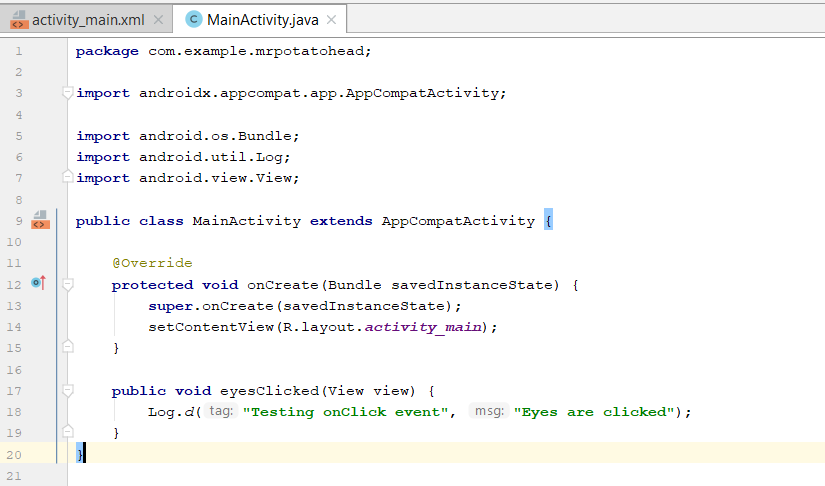 activity_main.xml × MainActivity.java ×
1 package com.example.mrpotatohead;
2
3 import androidx.appcompat.app.AppCompatActivity;
4
5 import android.os.Bundle;
6 import android.util.Log;
7 import android.view.View;
8
9 public class MainActivity extends AppCompatActivity {
10
11 @Override
12 protected void onCreate(Bundle savedInstanceState) {
13 super.onCreate(savedInstanceState);
14 setContentView(R.layout.activity_main);
15 }
16
17 public void eyesClicked(View view) {
18 Log.d( tag: "Testing onClick event", msg: "Eyes are clicked");
19 }
20 }
21